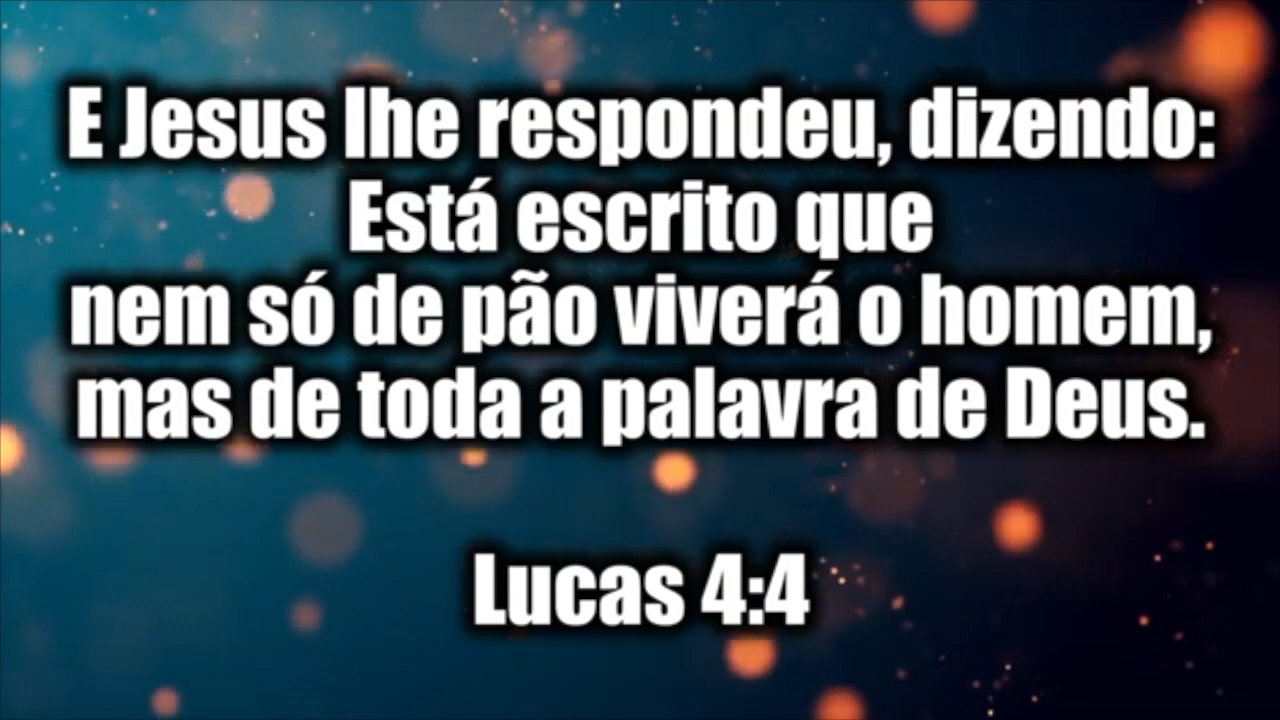 E Jesus lhe respondeu, dizendo:
Está escrito que
nem só de pão viverá o homem,
mas de toda a palavra de Deus.
Lucas 4:4